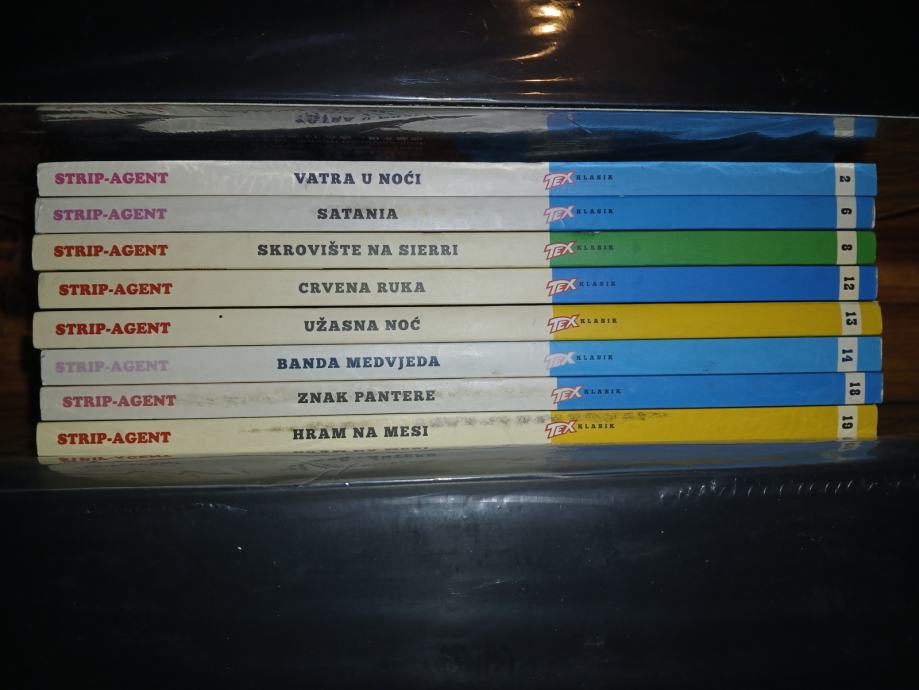 STRIP-AGENT VATRA U NOĆI TEX KLASIK 2
STRIP-AGENT SATANIA TEX KLASIK 6
STRIP-AGENT SKROVIŠTE NA SIERRI TEX KLASIK 8
STRIP-AGENT CRVENA RUKA TEX KLASIK 12
STRIP-AGENT UŽASNA NOĆ TEX KLASIK 13
STRIP-AGENT BANDA MEDVJEDA TEX KLASIK 14
STRIP-AGENT ZNAK PANTERE TEX KLASIK 18
STRIP-AGENT HRAM NA MESI TEX KLASIK 19